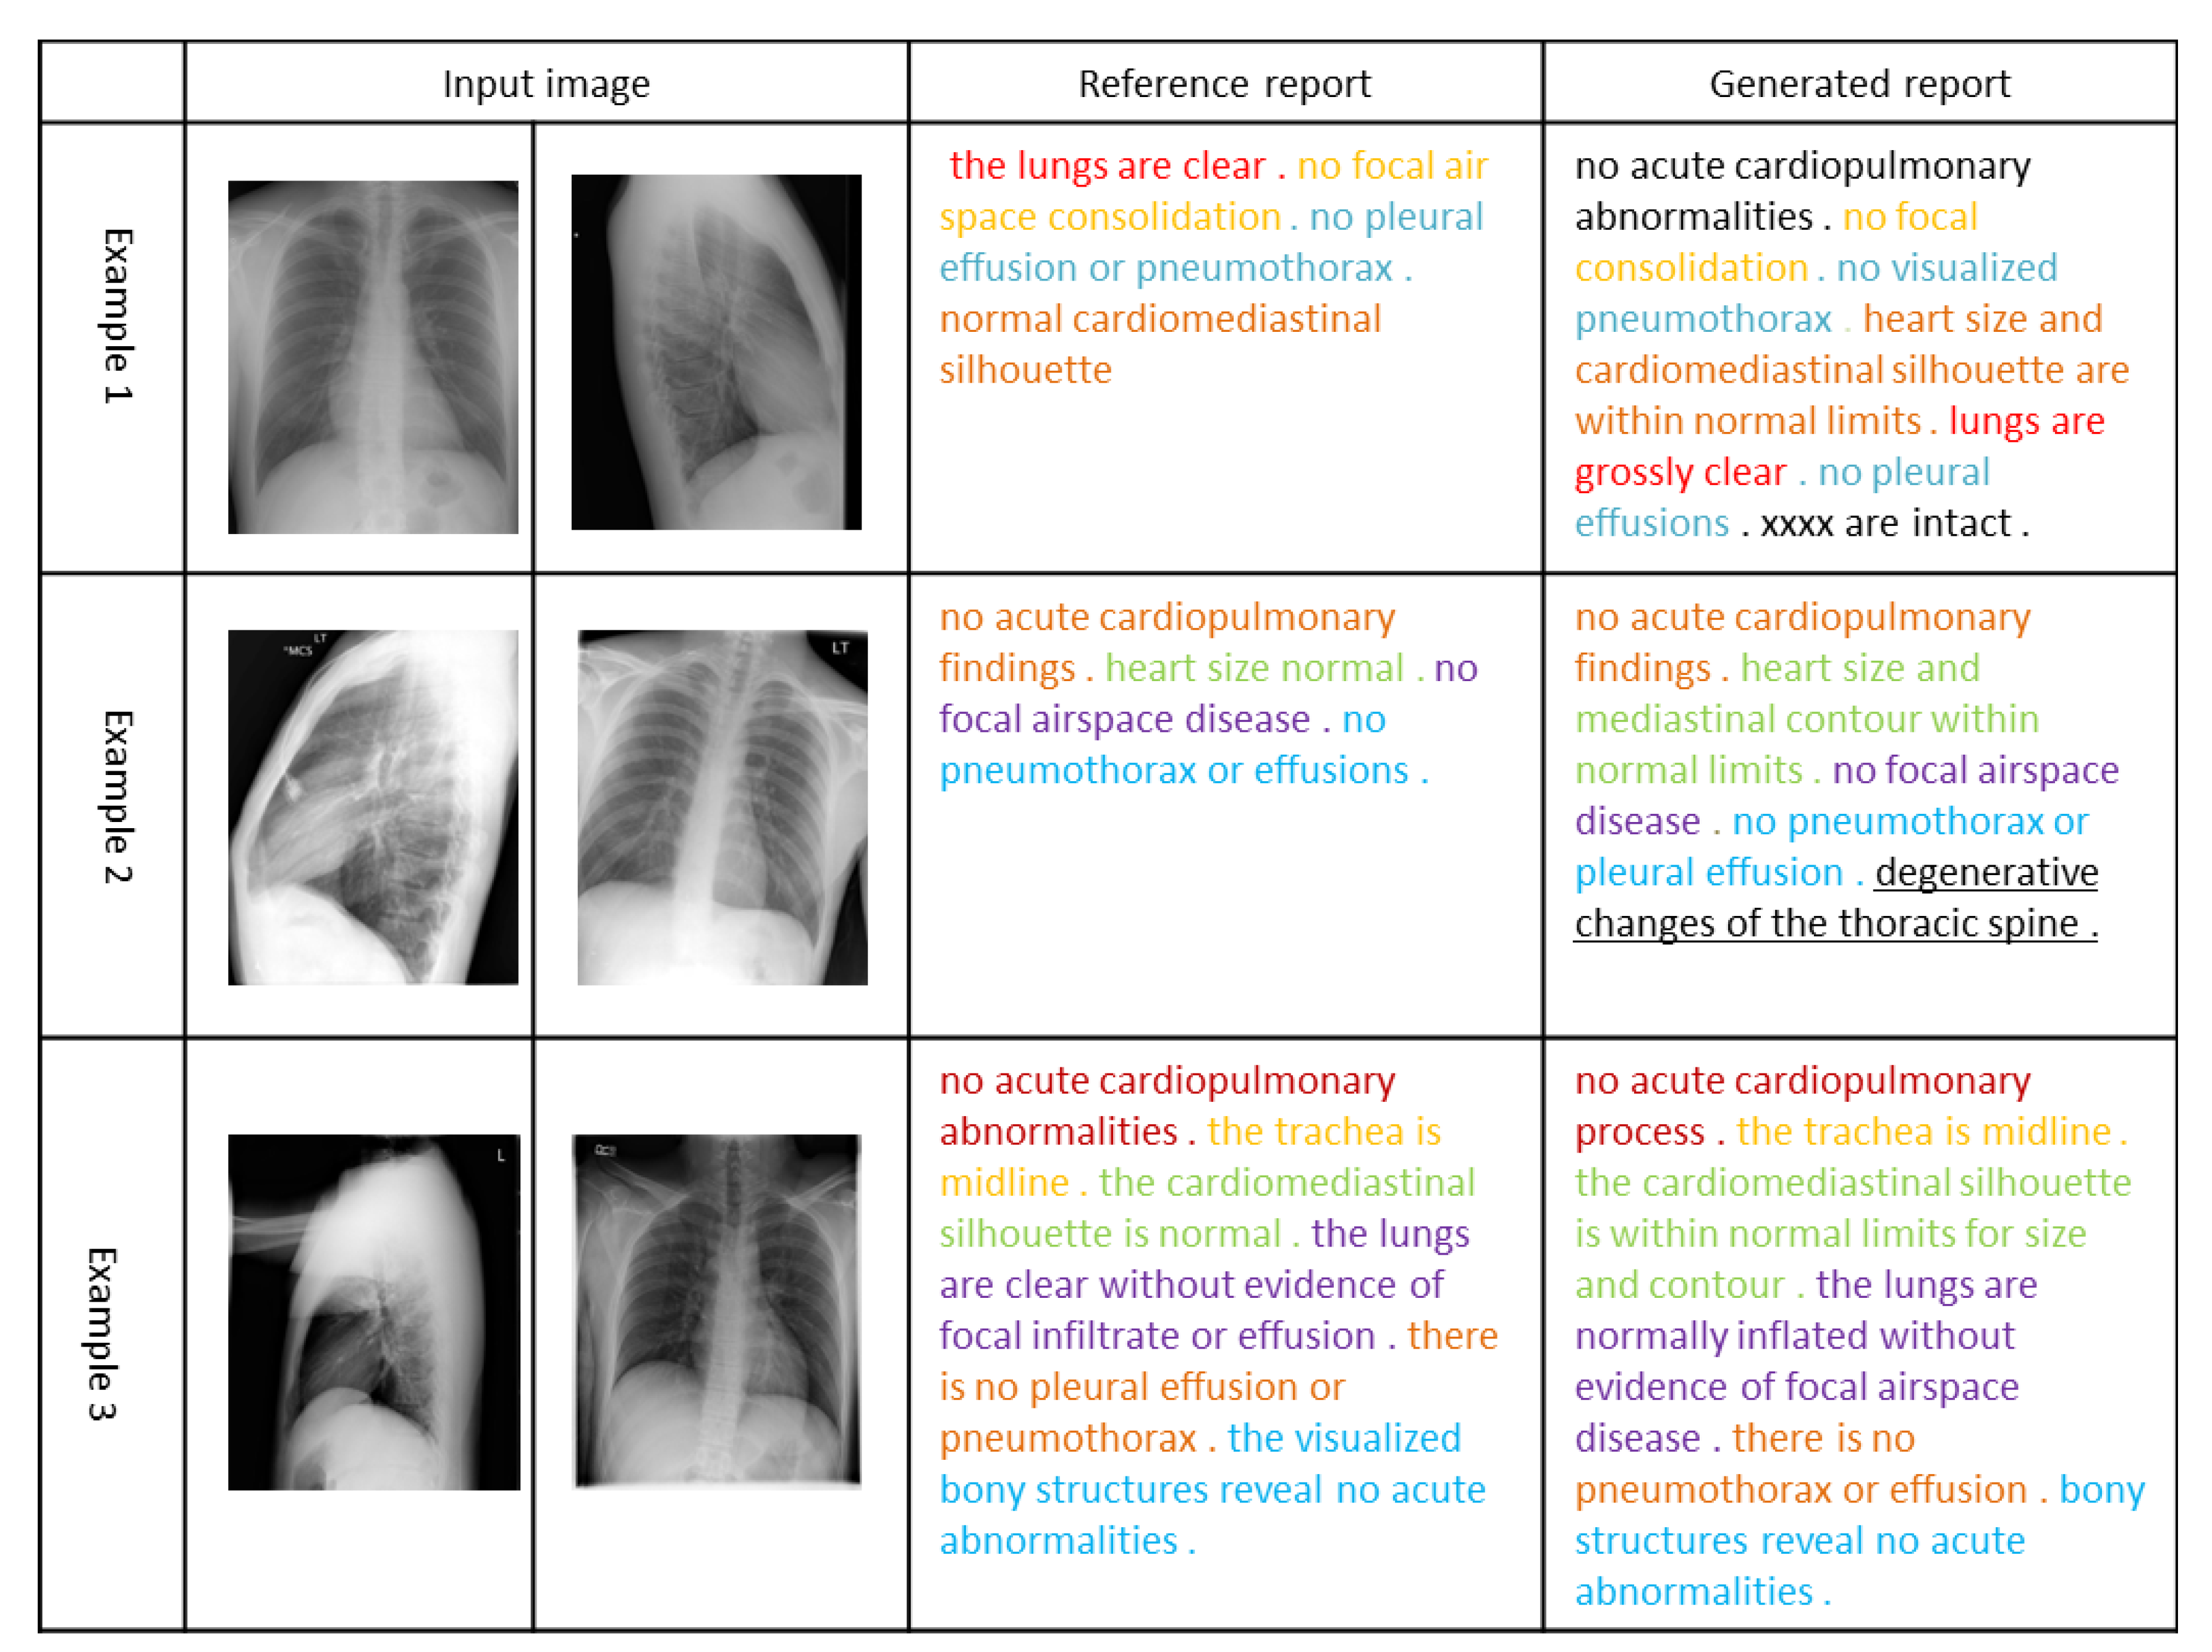 Input image
Reference report
Generated report
Example 1
the lungs are clear . no focal air
space consolidation . no pleural
effusion or pneumothorax .
normal cardiomediastinal
silhouette
no acute cardiopulmonary
abnormalities . no focal
consolidation . no visualized
pneumothorax . heart size and
cardiomediastinal silhouette are
within normal limits . lungs are
grossly clear . no pleural
effusions . xxxx are intact .
Example 2
LT
*MCS
LT
no acute cardiopulmonary
findings . heart size normal . no
focal airspace disease . no
pneumothorax or effusions .
no acute cardiopulmonary
findings . heart size and
mediastinal contour within
normal limits . no focal airspace
disease . no pneumothorax or
pleural effusion . degenerative
changes of the thoracic spine .
Example 3
L
no acute cardiopulmonary
abnormalities . the trachea is
midline . the cardiomediastinal
silhouette is normal . the lungs
are clear without evidence of
focal infiltrate or effusion . there
is no pleural effusion or
pneumothorax . the visualized
bony structures reveal no acute
abnormalities .
no acute cardiopulmonary
process . the trachea is midline .
the cardiomediastinal silhouette
is within normal limits for size
and contour . the lungs are
normally inflated without
evidence of focal airspace
disease . there is no
pneumothorax or effusion . bony
structures reveal no acute
abnormalities .